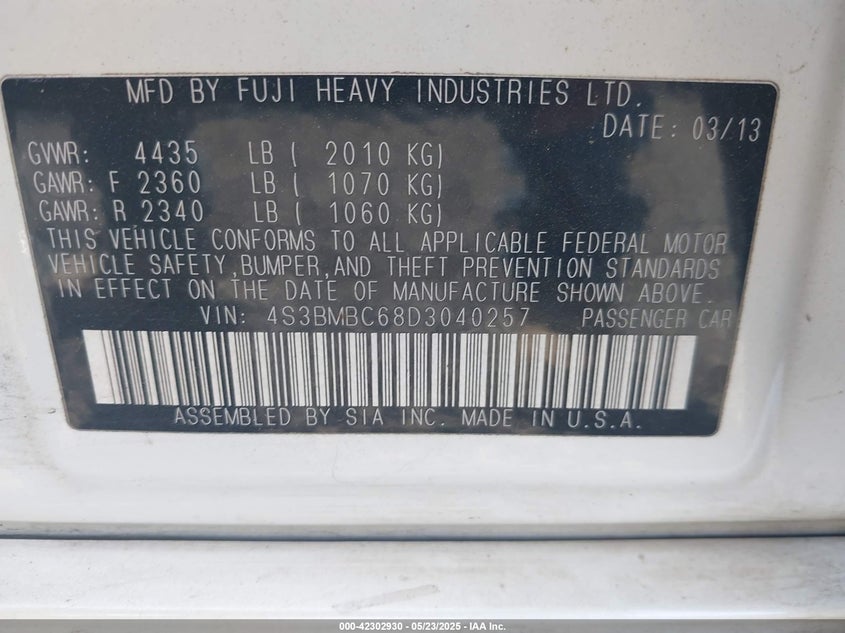 MFD BY FUJI HEAVY INDUSTRIES LTD.
DATE: 03/13
GVWR: 4435 LB ( 2010 KG)
GAWR: F 2360 LB ( 1070 KG)
GAWR: R 2340 LB ( 1060 KG)
THIS VEHICLE CONFORMS TO ALL APPLICABLE FEDERAL MOTOR
VEHICLE SAFETY,BUMPER,AND THEFT PREVENTION STANDARDS
IN EFFECT ON THE DATE OF MANUFACTURE SHOWN ABOVE.
VIN: 4S3BMBC68D3040257 PASSENGER CAR
ASSEMBLED BY SIA INC. MADE IN U.S.A.
000-42302930 - 05/23/2025 - IAA Inc.